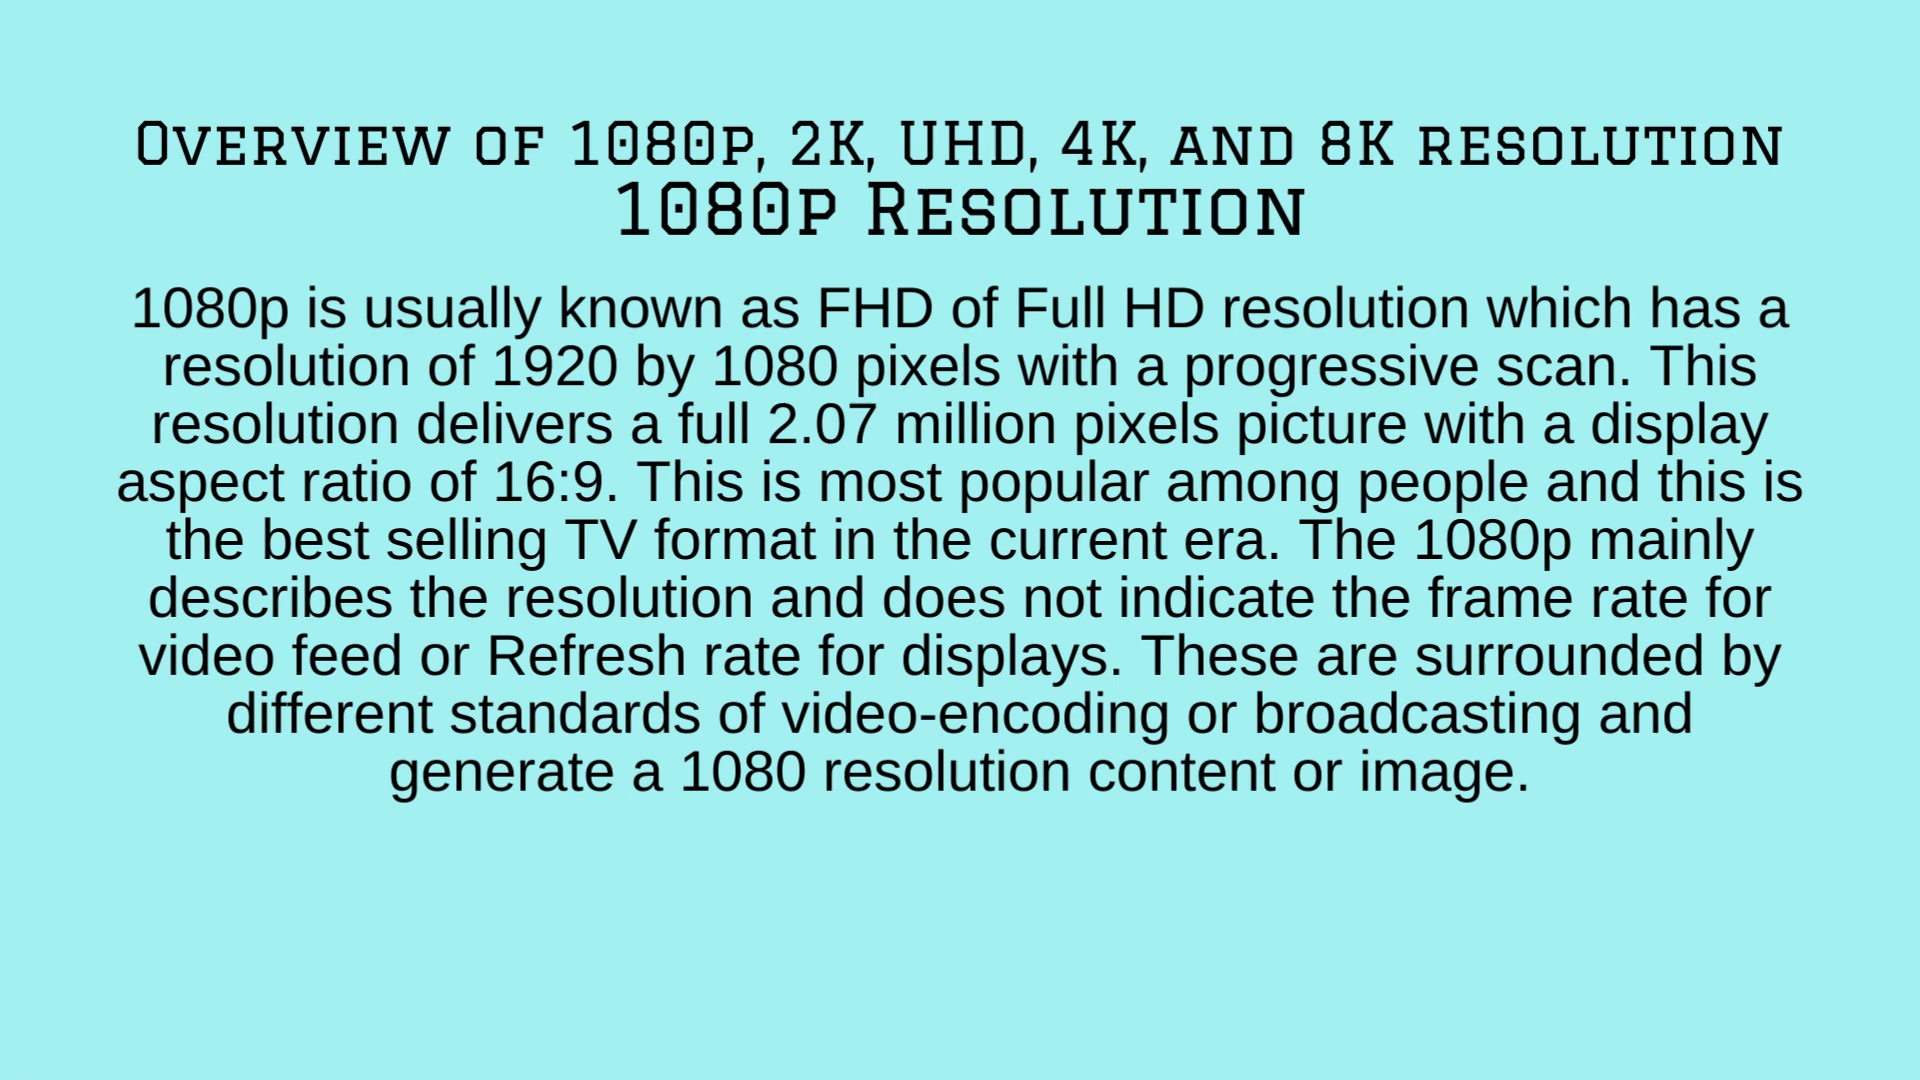 Overview of 1080p, 2K, UHD, 4K, and 8K resolution
1080p Resolution
1080p is usually known as FHD of Full HD resolution which has a
resolution of 1920 by 1080 pixels with a progressive scan. This
resolution delivers a full 2.07 million pixels picture with a display
aspect ratio of 16:9. This is most popular among people and this is
the best selling TV format in the current era. The 1080p mainly
describes the resolution and does not indicate the frame rate for
video feed or Refresh rate for displays. These are surrounded by
different standards of video-encoding or broadcasting and
generate a 1080 resolution content or image.